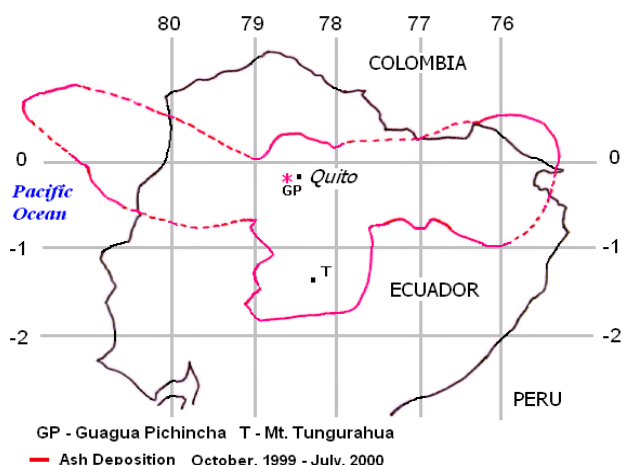 80 79 78 77 76
COLOMBIA
0 0
* Quito
GP
Pacific
Ocean
-1 -1
T
ECUADOR
-2 -2
PERU
GP - Guagua Pichincha T - Mt. Tungurahua
Ash Deposition October, 1999 - July, 2000